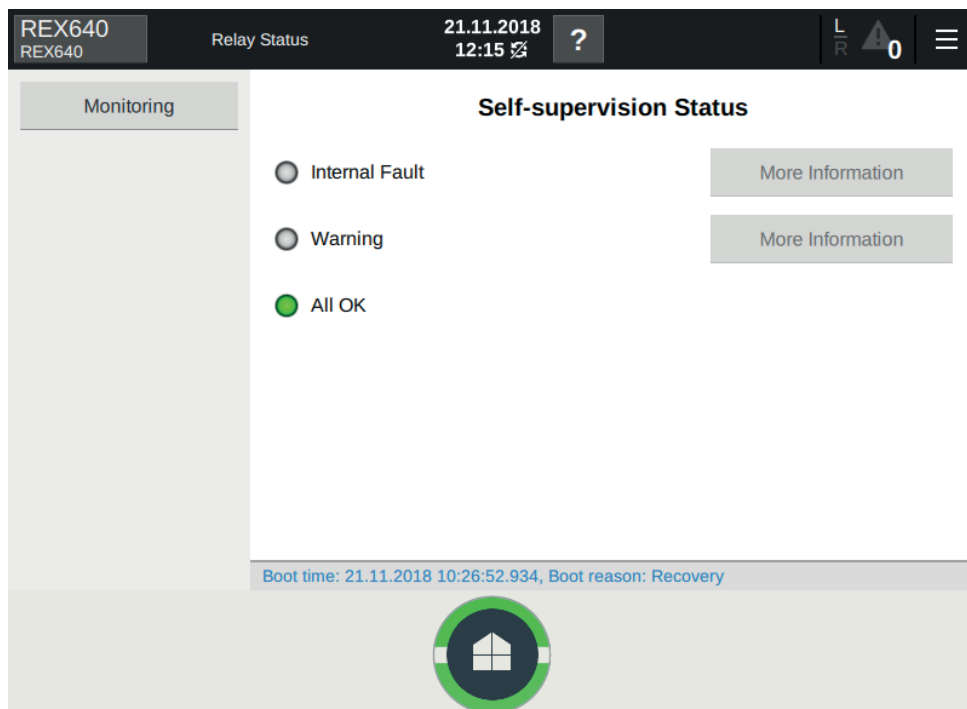 REX640
REX640
Relay Status
21.11.2018
12:15
?
L
R
0
Monitoring
Self-supervision Status
Internal Fault
More Information
Warning
More Information
All OK
Boot time: 21.11.2018 10:26:52.934, Boot reason: Recovery